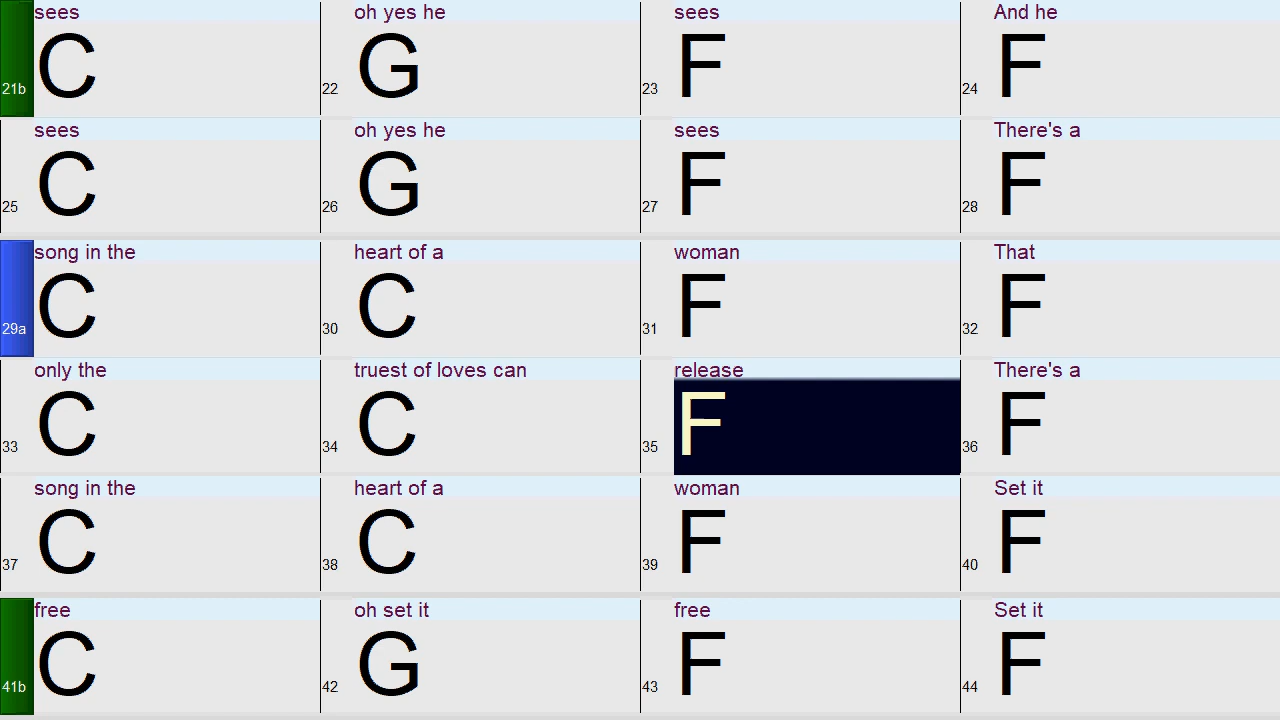 sees oh yes he sees And he
21b C 22 G 23 F 24 F
sees oh yes he sees There's a
25 C 26 G 27 F 28 F
song in the heart of a woman That
29a C 30 C 31 F 32 F
only the truest of loves can release There's a
33 C 34 C 35 F 36 F
song in the heart of a woman Set it
37 C 38 C 39 F 40 F
free oh set it free Set it
41b C 42 G 43 F 44 F